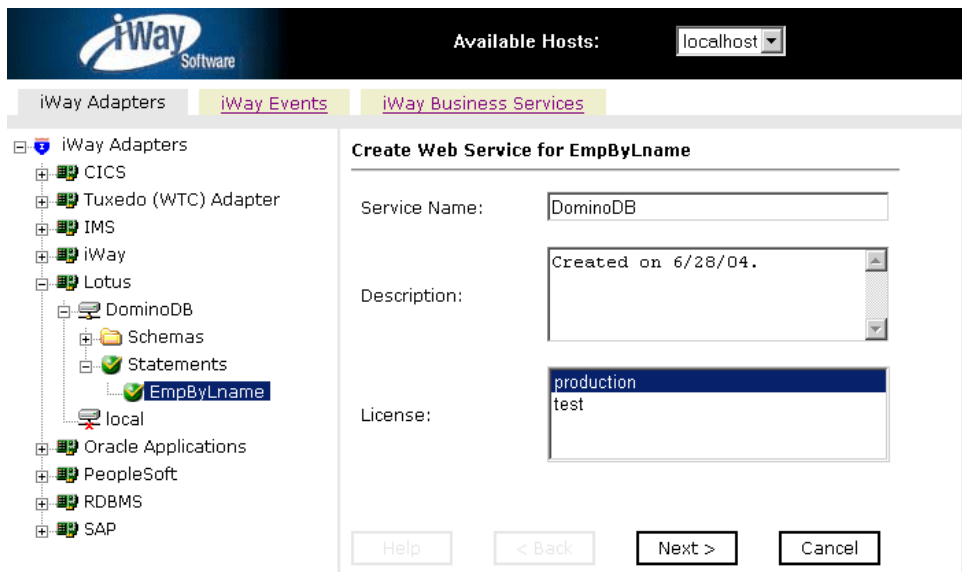 iWay
Software
Available Hosts:
localhost
iWay Adapters
iWay Events
iWay Business Services
iWay Adapters
CICS
Tuxedo (WTC) Adapter
IMS
iWay
Lotus
DominoDB
Schemas
Statements
EmpByLname
local
Oracle Applications
PeopleSoft
RDBMS
SAP
Create Web Service for EmpByLname
Service Name:
DominoDB
Description:
Created on 6/28/04.
License:
production
test
Help
< Back
Next >
Cancel